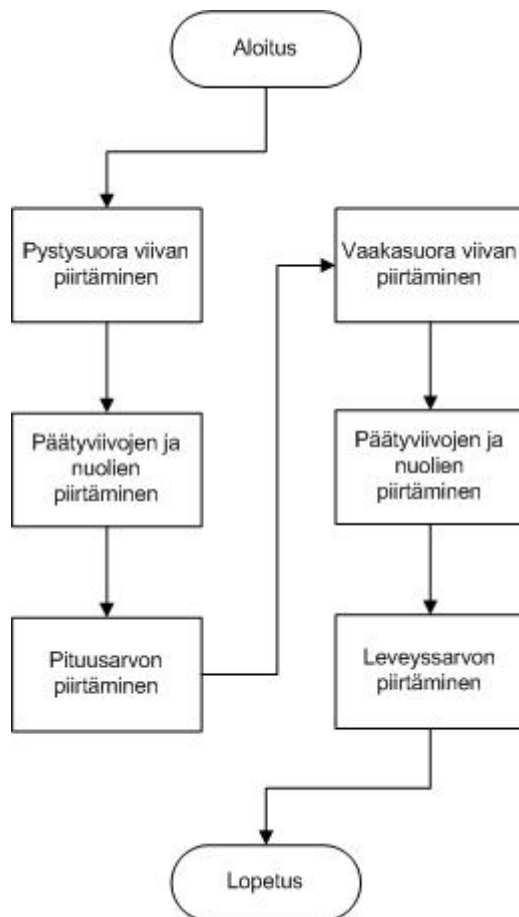 Aloitus
Pystysuora viivan
piirtäminen
Päätyviivojen ja
nuolien
piirtäminen
Pituusarvon
piirtäminen
Vaakasuora viivan
piirtäminen
Päätyviivojen ja
nuolien
piirtäminen
Leveyssarvon
piirtäminen
Lopetus